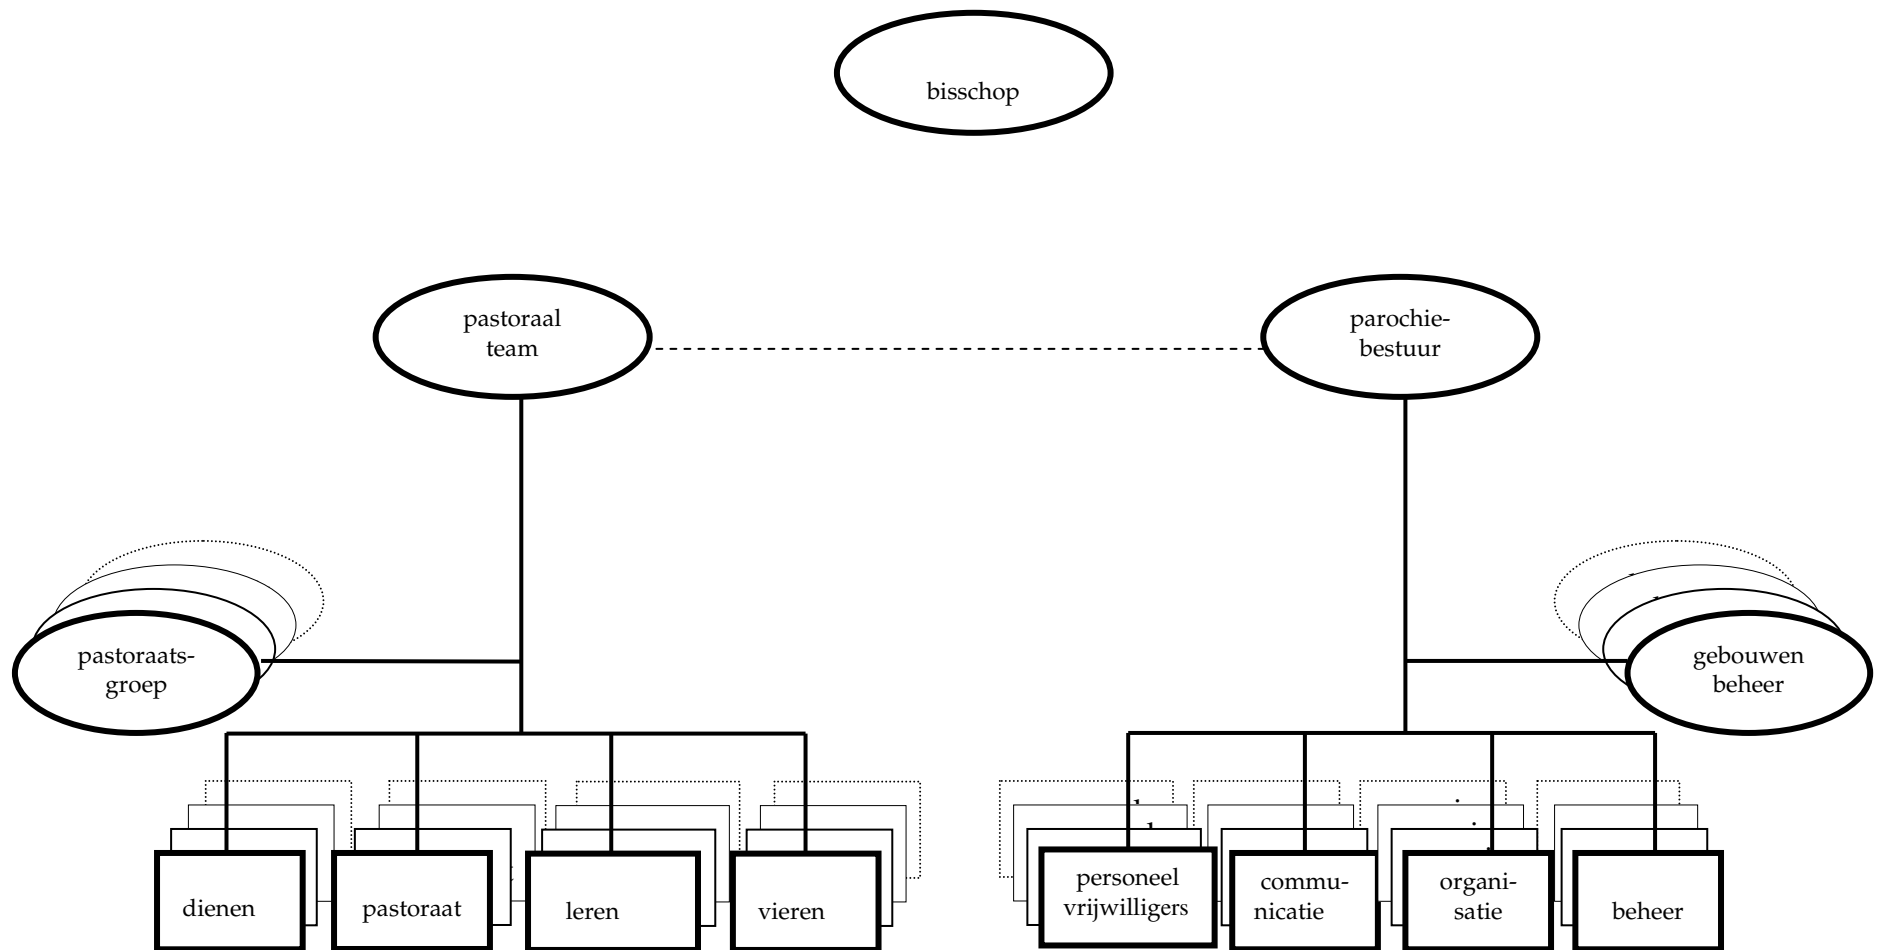 bisschop
pastoraal
team
parochie-
bestuur
pastoraats-
groep
gebouwen
beheer
dienen
pastoraat
leren
vieren
personeel
vrijwilligers
commu-
nicatie
organi-
satie
beheer